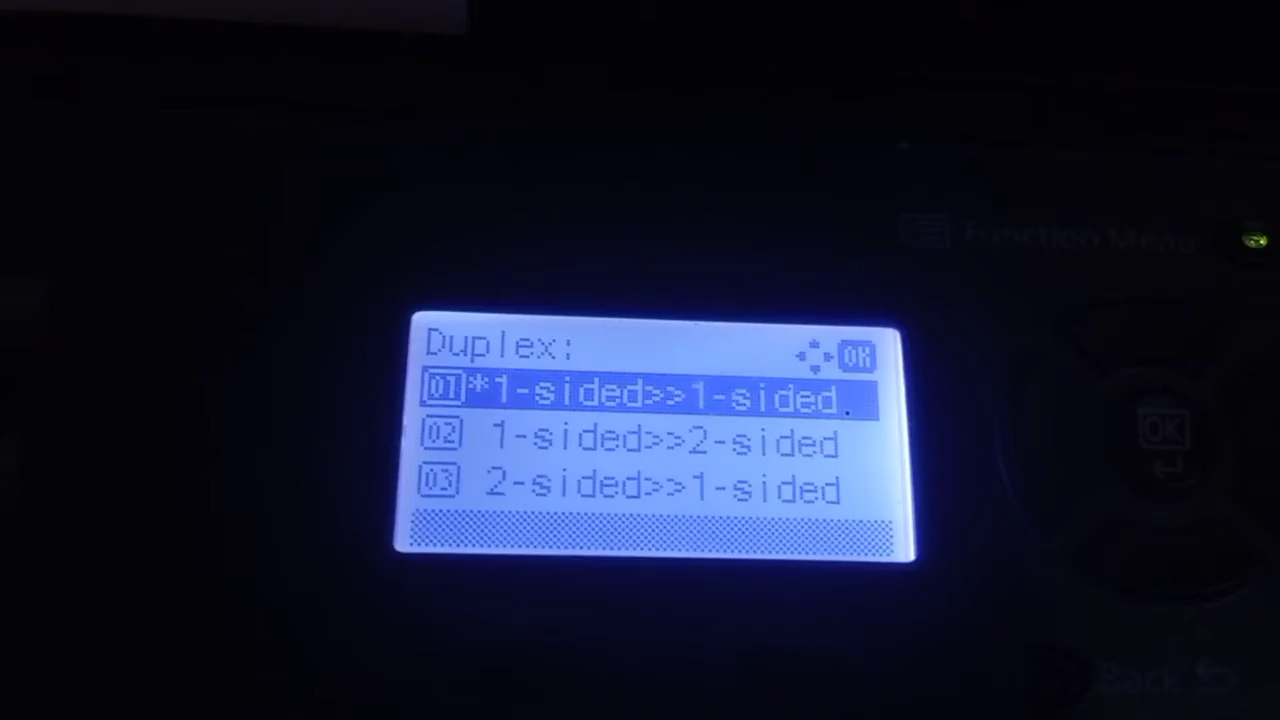 Function Menu
Duplex:
OK
01 *1-sided>>1-sided.
02 1-sided>>2-sided
03 2-sided>>1-sided
OK
Back